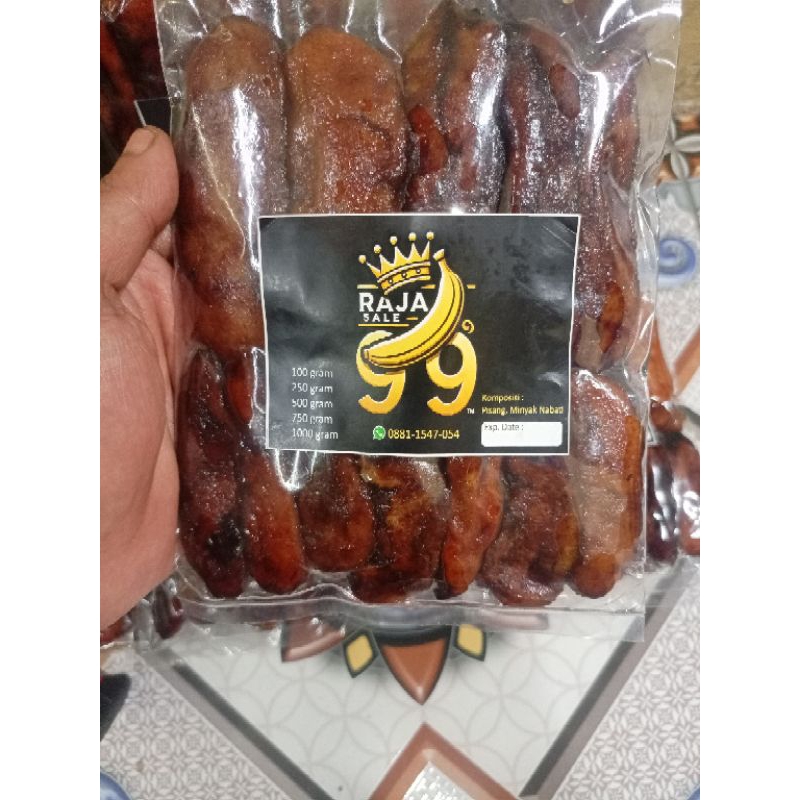 RAJA
SALE
99
100 gram
250 gram
500 gram
750 gram
1000 gram
0881-1547-054
Komposisi :
Pisang, Minyak Nabati
Exp. Date :
TM